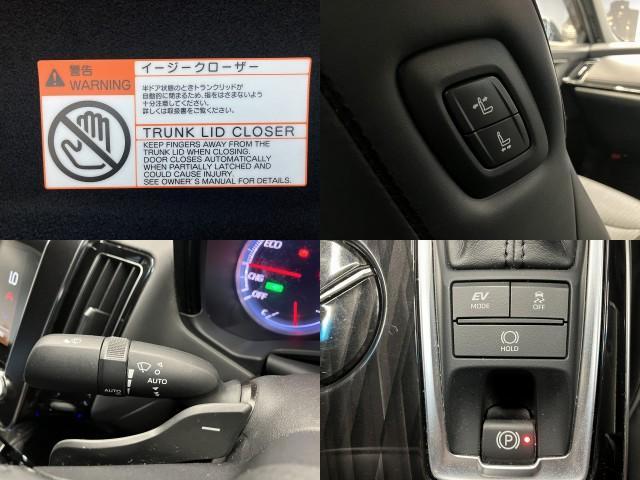 警告
WARNING
イージークローザー
半ドア状態のときトランクリッドが
自動的に閉まるため、指をはさまないよう
十分注意してください。
詳しくは取扱書をご覧ください。
TRUNK LID CLOSER
KEEP FINGERS AWAY FROM THE
TRUNK LID WHEN CLOSING.
DOOR CLOSES AUTOMATICALLY
WHEN PARTIALLY LATCHED AND
COULD CAUSE INJURY.
SEE OWNER'S MANUAL FOR DETAILS.
ECO
CHG
OFF
C
AUTO
AUTO
EV
MODE
OFF
HOLD
P